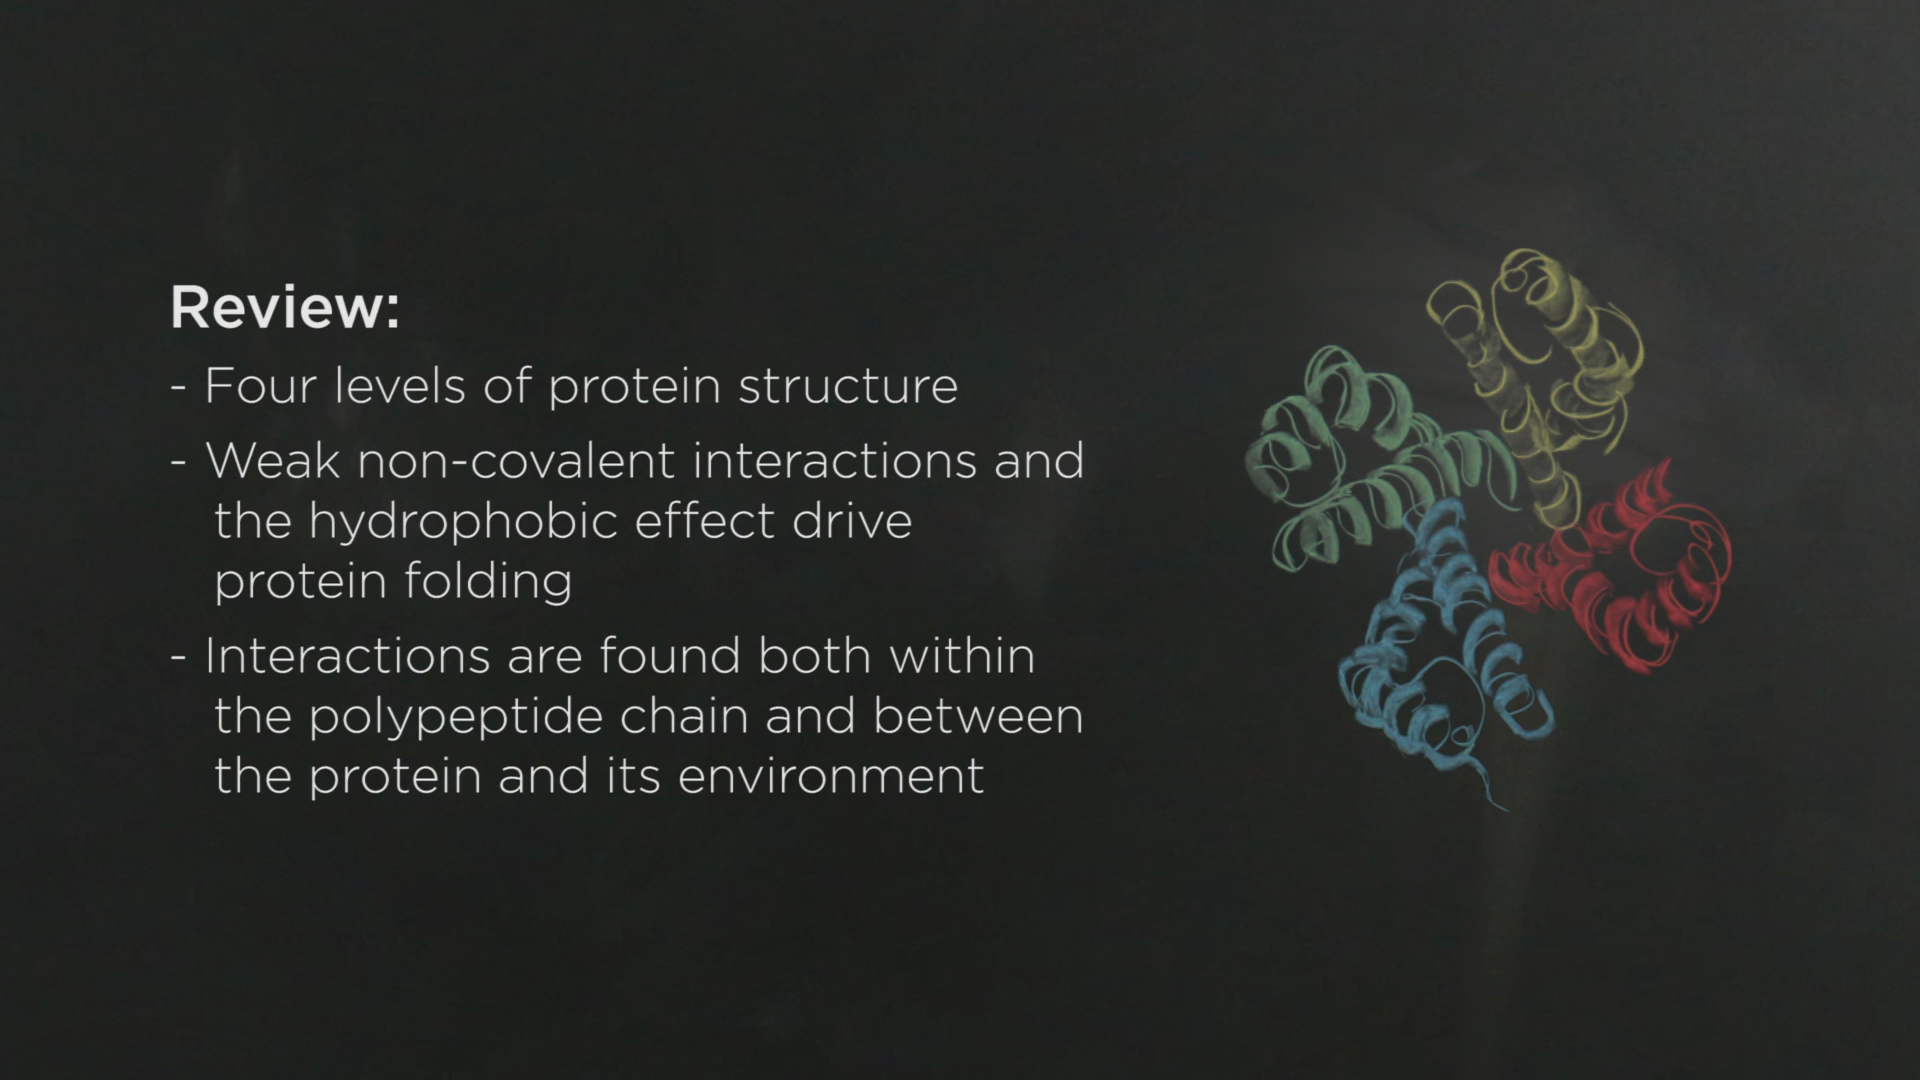 Review:
- Four levels of protein structure
- Weak non-covalent interactions and
the hydrophobic effect drive
protein folding
- Interactions are found both within
the polypeptide chain and between
the protein and its environment